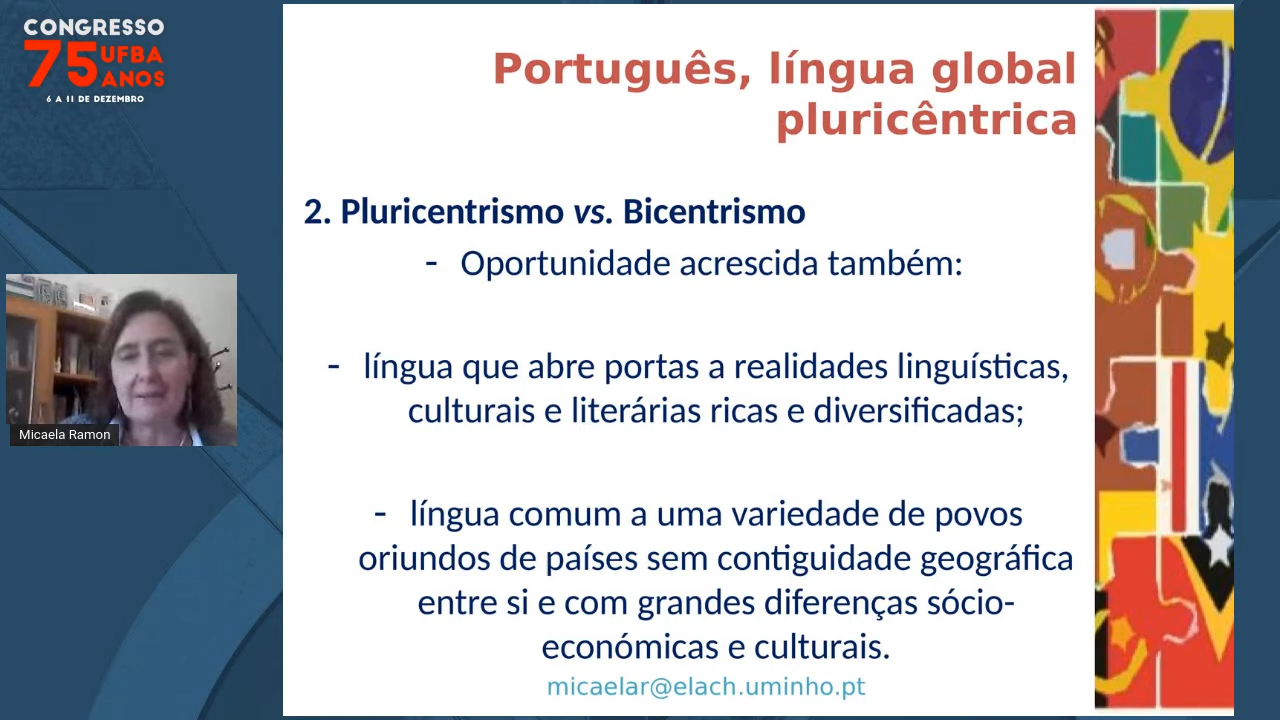 CONGRESSO
75 UFBA
ANOS
6 A 11 DE DEZEMBRO
Português, língua global
pluricêntrica
2. Pluricentrismo vs. Bicentrismo
- Oportunidade acrescida também:
- língua que abre portas a realidades linguísticas,
culturais e literárias ricas e diversificadas;
- língua comum a uma variedade de povos
oriundos de países sem contiguidade geográfica
entre si e com grandes diferenças sócio-
económicas e culturais.
micaelar@elach.uminho.pt
Micaela Ramon